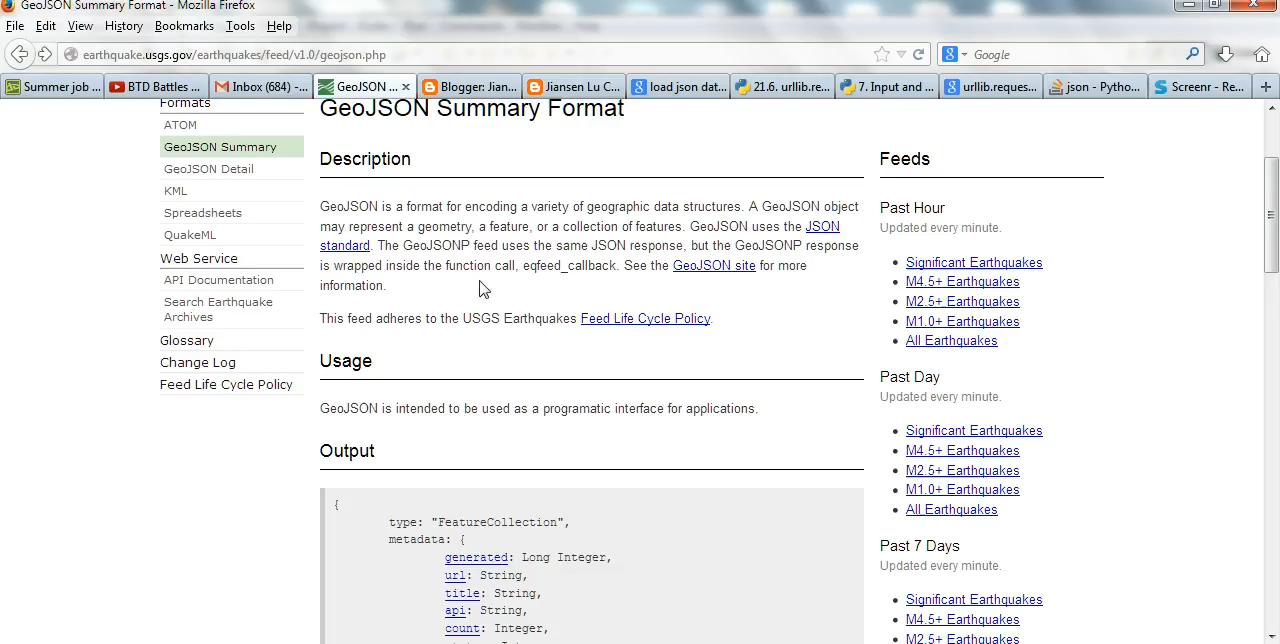 GeoJSON Summary Format - Mozilla Firefox
File Edit View History Bookmarks Tools Help
earthquake.usgs.gov/earthquakes/feed/v1.0/geojson.php
Google
Summer job ...
BTD Battles ...
Inbox (684) -...
GeoJSON ... ×
Blogger: Jian...
Jiansen Lu C...
load json dat...
21.6. urllib.re...
7. Input and ...
urllib.reques...
json - Pytho...
Screenr - Re...
Formats
ATOM
GeoJSON Summary
GeoJSON Detail
KML
Spreadsheets
QuakeML
Web Service
API Documentation
Search Earthquake
Archives
Glossary
Change Log
Feed Life Cycle Policy
GeoJSON Summary Format
Description
GeoJSON is a format for encoding a variety of geographic data structures. A GeoJSON object
may represent a geometry, a feature, or a collection of features. GeoJSON uses the JSON
standard. The GeoJSONP feed uses the same JSON response, but the GeoJSONP response
is wrapped inside the function call, eqfeed_callback. See the GeoJSON site for more
information.
This feed adheres to the USGS Earthquakes Feed Life Cycle Policy.
Usage
GeoJSON is intended to be used as a programatic interface for applications.
Output
{
type: "FeatureCollection",
metadata: {
generated: Long Integer,
url: String,
title: String,
api: String,
count: Integer,
Feeds
Past Hour
Updated every minute.
• Significant Earthquakes
• M4.5+ Earthquakes
• M2.5+ Earthquakes
• M1.0+ Earthquakes
• All Earthquakes
Past Day
Updated every minute.
• Significant Earthquakes
• M4.5+ Earthquakes
• M2.5+ Earthquakes
• M1.0+ Earthquakes
• All Earthquakes
Past 7 Days
Updated every minute.
• Significant Earthquakes
• M4.5+ Earthquakes
• M2.5+ Earthquakes